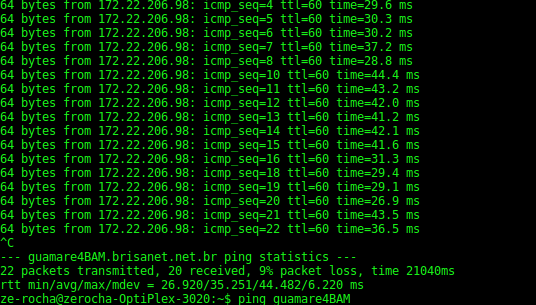 64 bytes from 172.22.206.98: icmp_seq=4 ttl=60 time=29.6 ms
64 bytes from 172.22.206.98: icmp_seq=5 ttl=60 time=30.3 ms
64 bytes from 172.22.206.98: icmp_seq=6 ttl=60 time=30.2 ms
64 bytes from 172.22.206.98: icmp_seq=7 ttl=60 time=37.2 ms
64 bytes from 172.22.206.98: icmp_seq=8 ttl=60 time=28.8 ms
64 bytes from 172.22.206.98: icmp_seq=10 ttl=60 time=44.4 ms
64 bytes from 172.22.206.98: icmp_seq=11 ttl=60 time=43.2 ms
64 bytes from 172.22.206.98: icmp_seq=12 ttl=60 time=42.0 ms
64 bytes from 172.22.206.98: icmp_seq=13 ttl=60 time=41.2 ms
64 bytes from 172.22.206.98: icmp_seq=14 ttl=60 time=42.1 ms
64 bytes from 172.22.206.98: icmp_seq=15 ttl=60 time=41.6 ms
64 bytes from 172.22.206.98: icmp_seq=16 ttl=60 time=31.3 ms
64 bytes from 172.22.206.98: icmp_seq=18 ttl=60 time=29.4 ms
64 bytes from 172.22.206.98: icmp_seq=19 ttl=60 time=29.1 ms
64 bytes from 172.22.206.98: icmp_seq=20 ttl=60 time=26.9 ms
64 bytes from 172.22.206.98: icmp_seq=21 ttl=60 time=43.5 ms
64 bytes from 172.22.206.98: icmp_seq=22 ttl=60 time=36.5 ms
^C
--- guamare4BAM.brisanet.net.br ping statistics ---
22 packets transmitted, 20 received, 9% packet loss, time 21040ms
rtt min/avg/max/mdev = 26.920/35.251/44.482/6.220 ms
ze-rocha@zerocha-OptiPlex-3020:~$ ping guamare4BAM